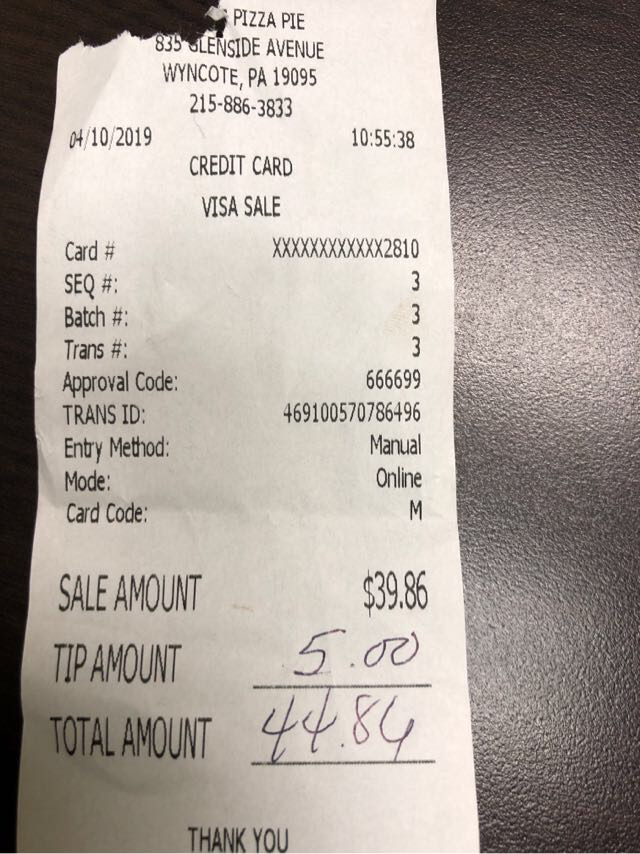 PIZZA PIE
835 GLENSIDE AVENUE
WYNCOTE, PA 19095
215-886-3833
04/10/2019 10:55:38
CREDIT CARD
VISA SALE
Card # XXXXXXXXXXXX2810
SEQ #: 3
Batch #: 3
Trans #: 3
Approval Code: 666699
TRANS ID: 469100570786496
Entry Method: Manual
Mode: Online
Card Code: M
SALE AMOUNT $39.86
TIP AMOUNT 5.00
TOTAL AMOUNT 44.86
THANK YOU